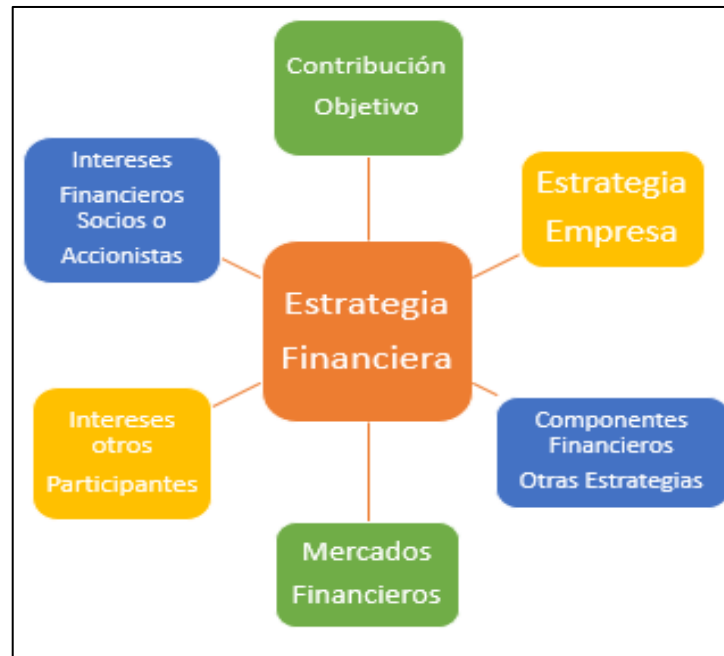 Contribución
Objetivo
Intereses
Financieros
Socios o
Accionistas
Estrategia
Empresa
Estrategia
Financiera
Intereses
otros
Participantes
Componentes
Financieros
Otras Estrategias
Mercados
Financieros